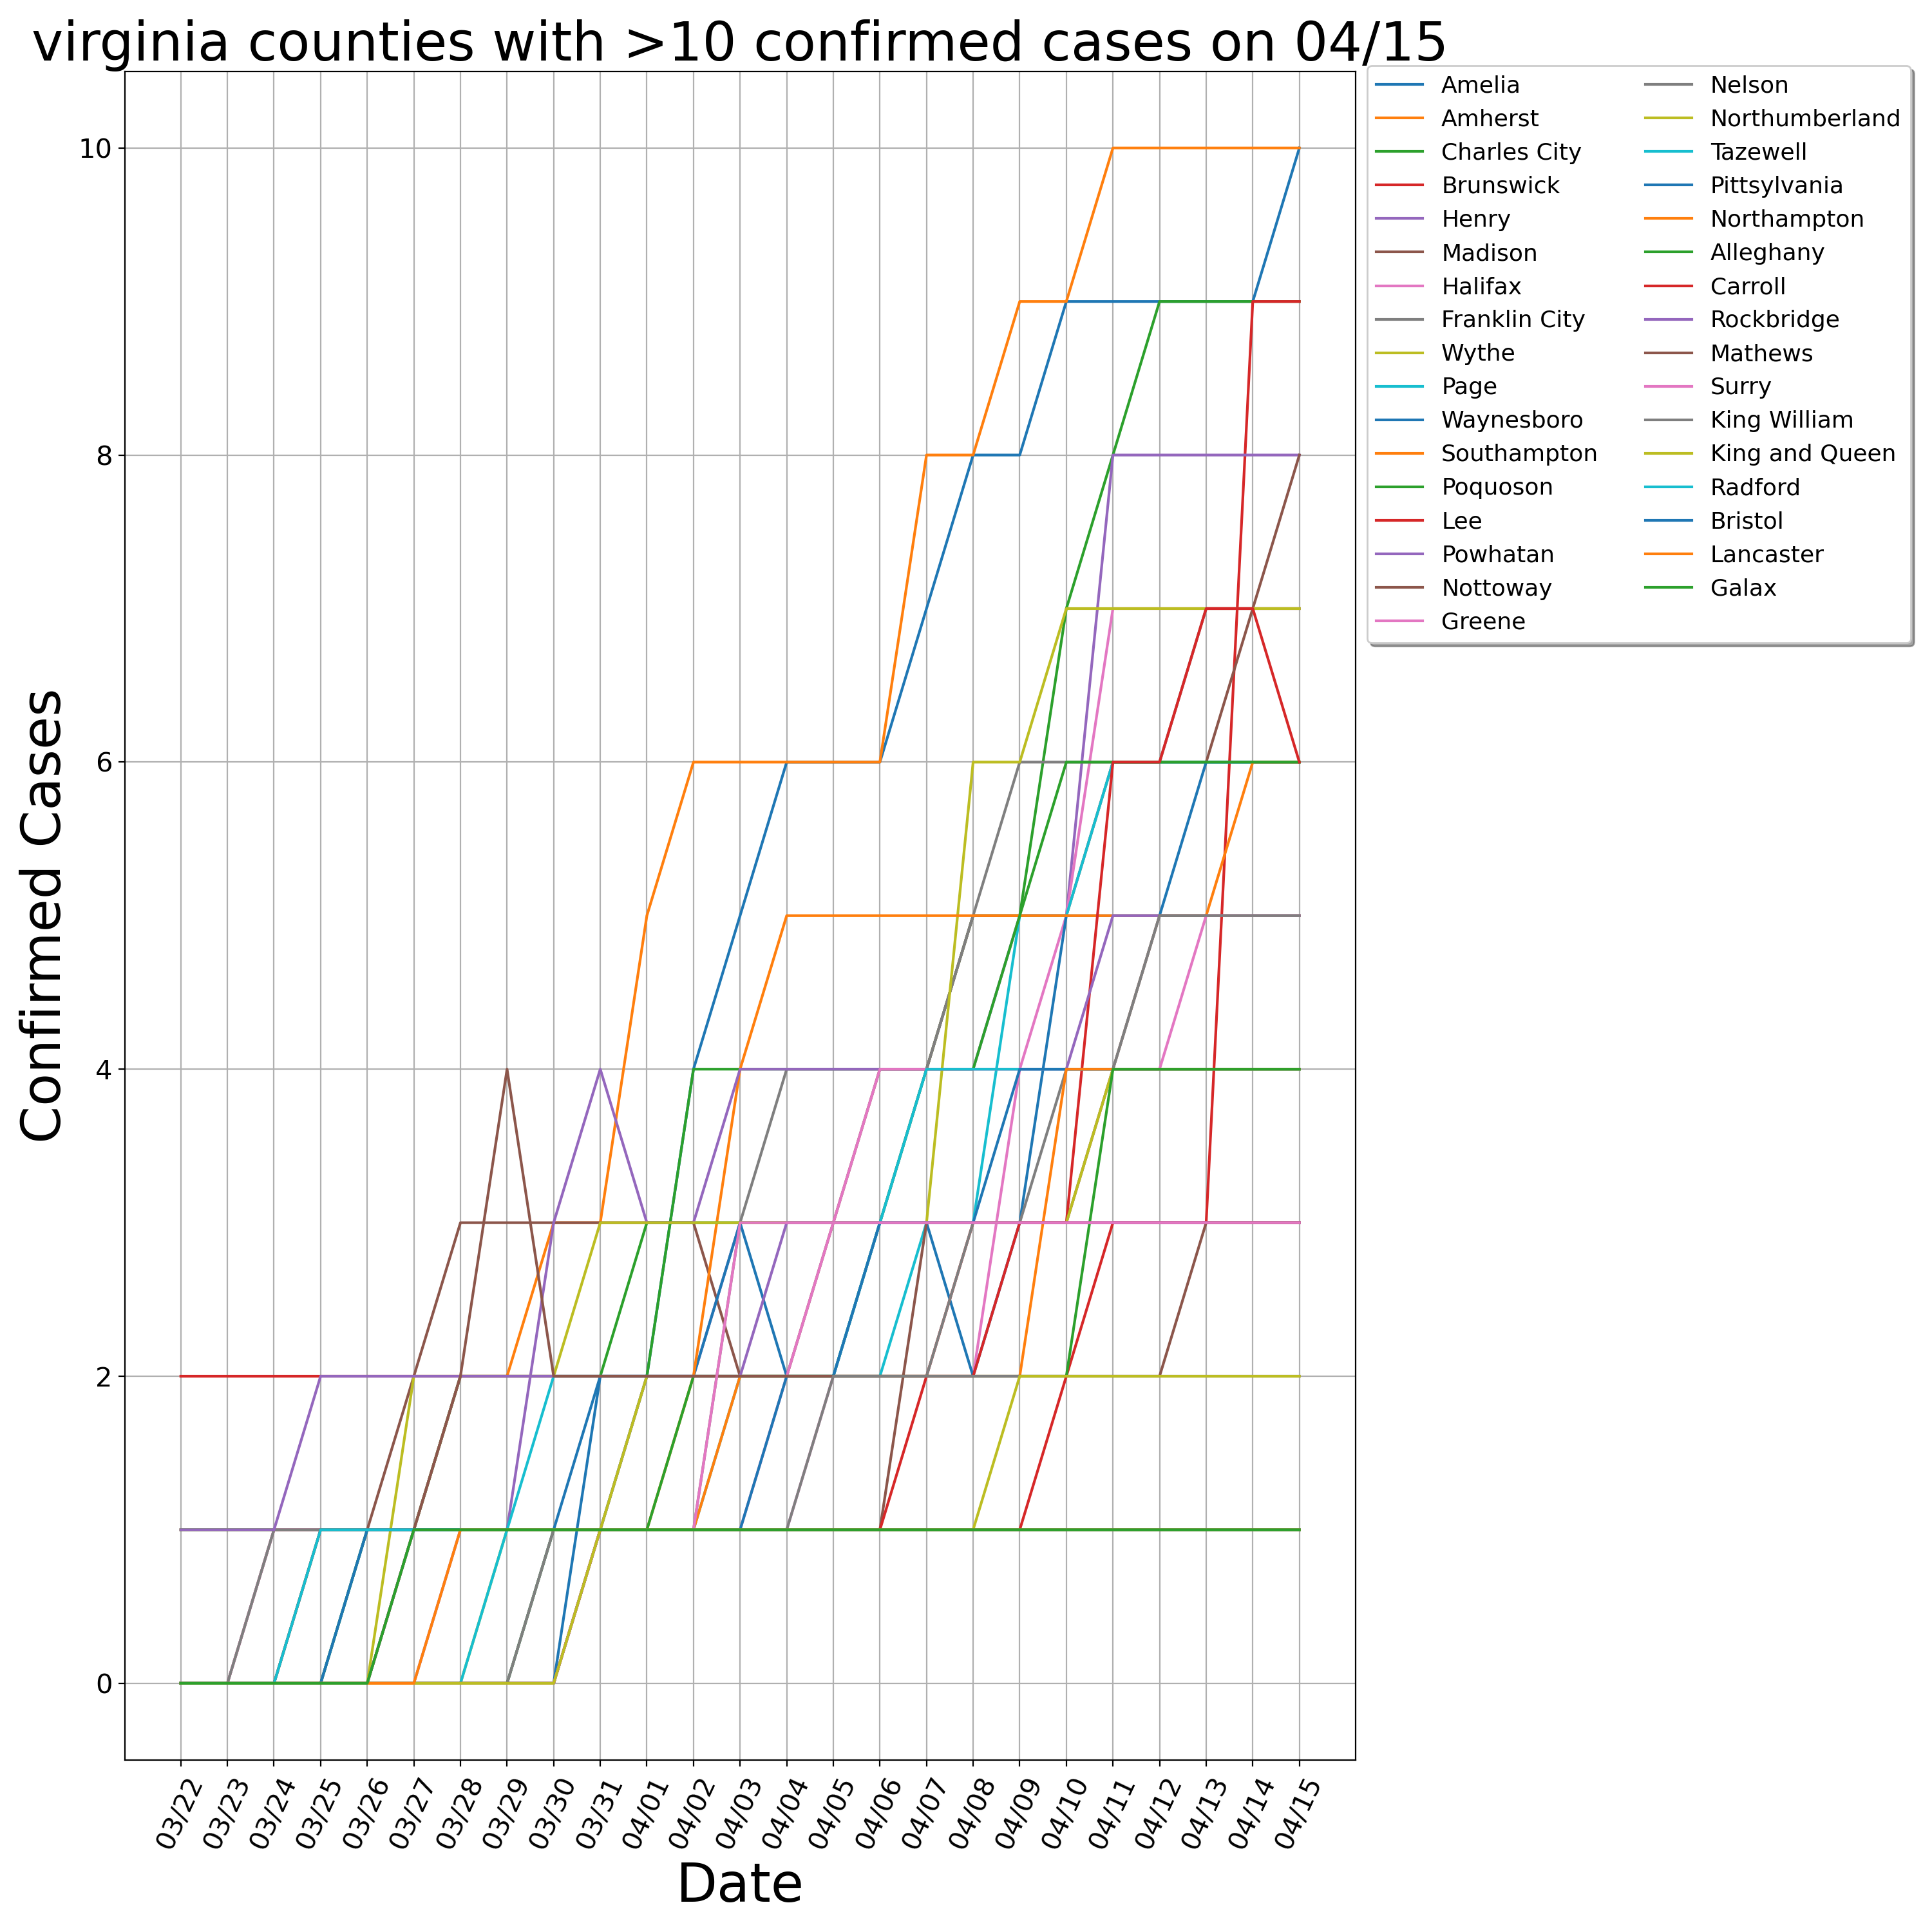 virginia counties with >10 confirmed cases on 04/15
Confirmed Cases
10
8
6
4
2
0
03/22
03/23
03/24
03/25
03/26
03/27
03/28
03/29
03/30
03/31
04/01
04/02
04/03
04/04
04/05
04/06
04/07
04/08
04/09
04/10
04/11
04/12
04/13
04/14
04/15
Date
Amelia
Amherst
Charles City
Brunswick
Henry
Madison
Halifax
Franklin City
Wythe
Page
Waynesboro
Southampton
Poquoson
Lee
Powhatan
Nottoway
Greene
Nelson
Northumberland
Tazewell
Pittsylvania
Northampton
Alleghany
Carroll
Rockbridge
Mathews
Surry
King William
King and Queen
Radford
Bristol
Lancaster
Galax